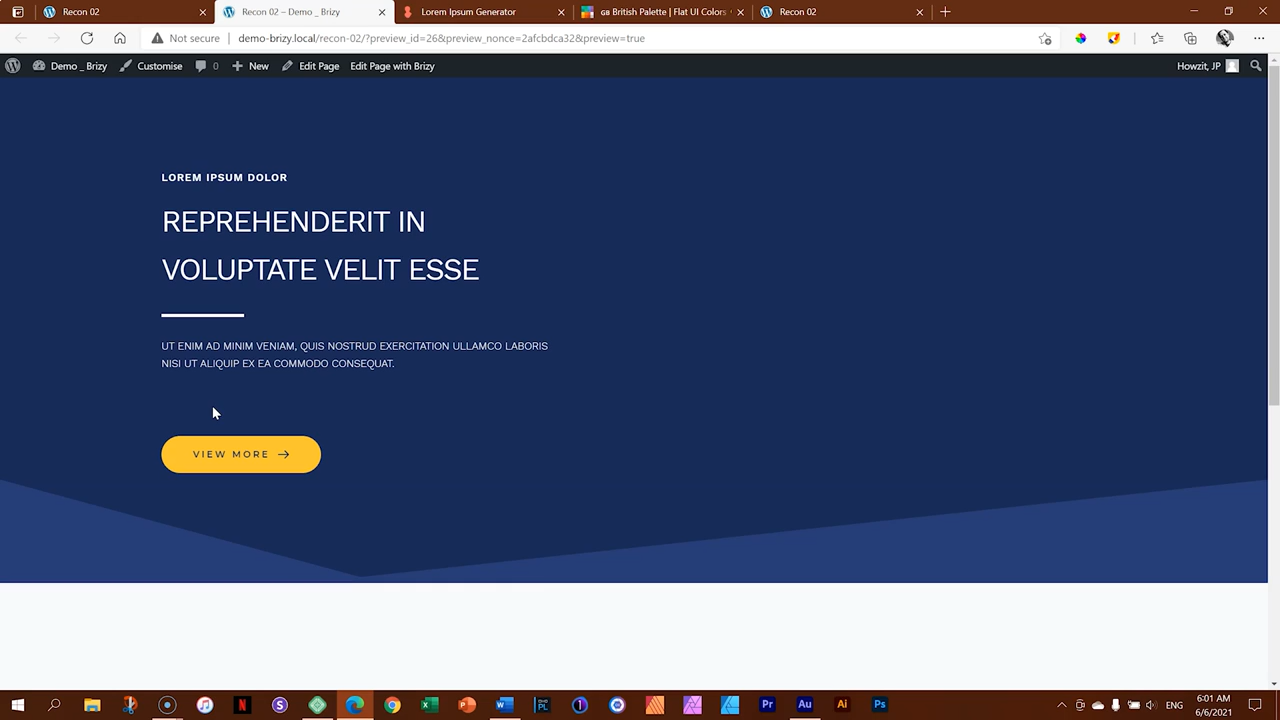 Recon 02
Recon 02 – Demo _ Brizy
Lorem Ipsum Generator
GB British Palette | Flat UI Colors
Recon 02
Not secure
demo-brizy.local/recon-02/?preview_id=26&preview_nonce=2afcbdca32&preview=true
Demo _ Brizy
Customise
0
New
Edit Page
Edit Page with Brizy
Howzit, JP
LOREM IPSUM DOLOR
REPREHENDERIT IN
VOLUPTATE VELIT ESSE
UT ENIM AD MINIM VENIAM, QUIS NOSTRUD EXERCITATION ULLAMCO LABORIS
NISI UT ALIQUIP EX EA COMMODO CONSEQUAT.
VIEW MORE
ENG
6:01 AM
6/6/2021